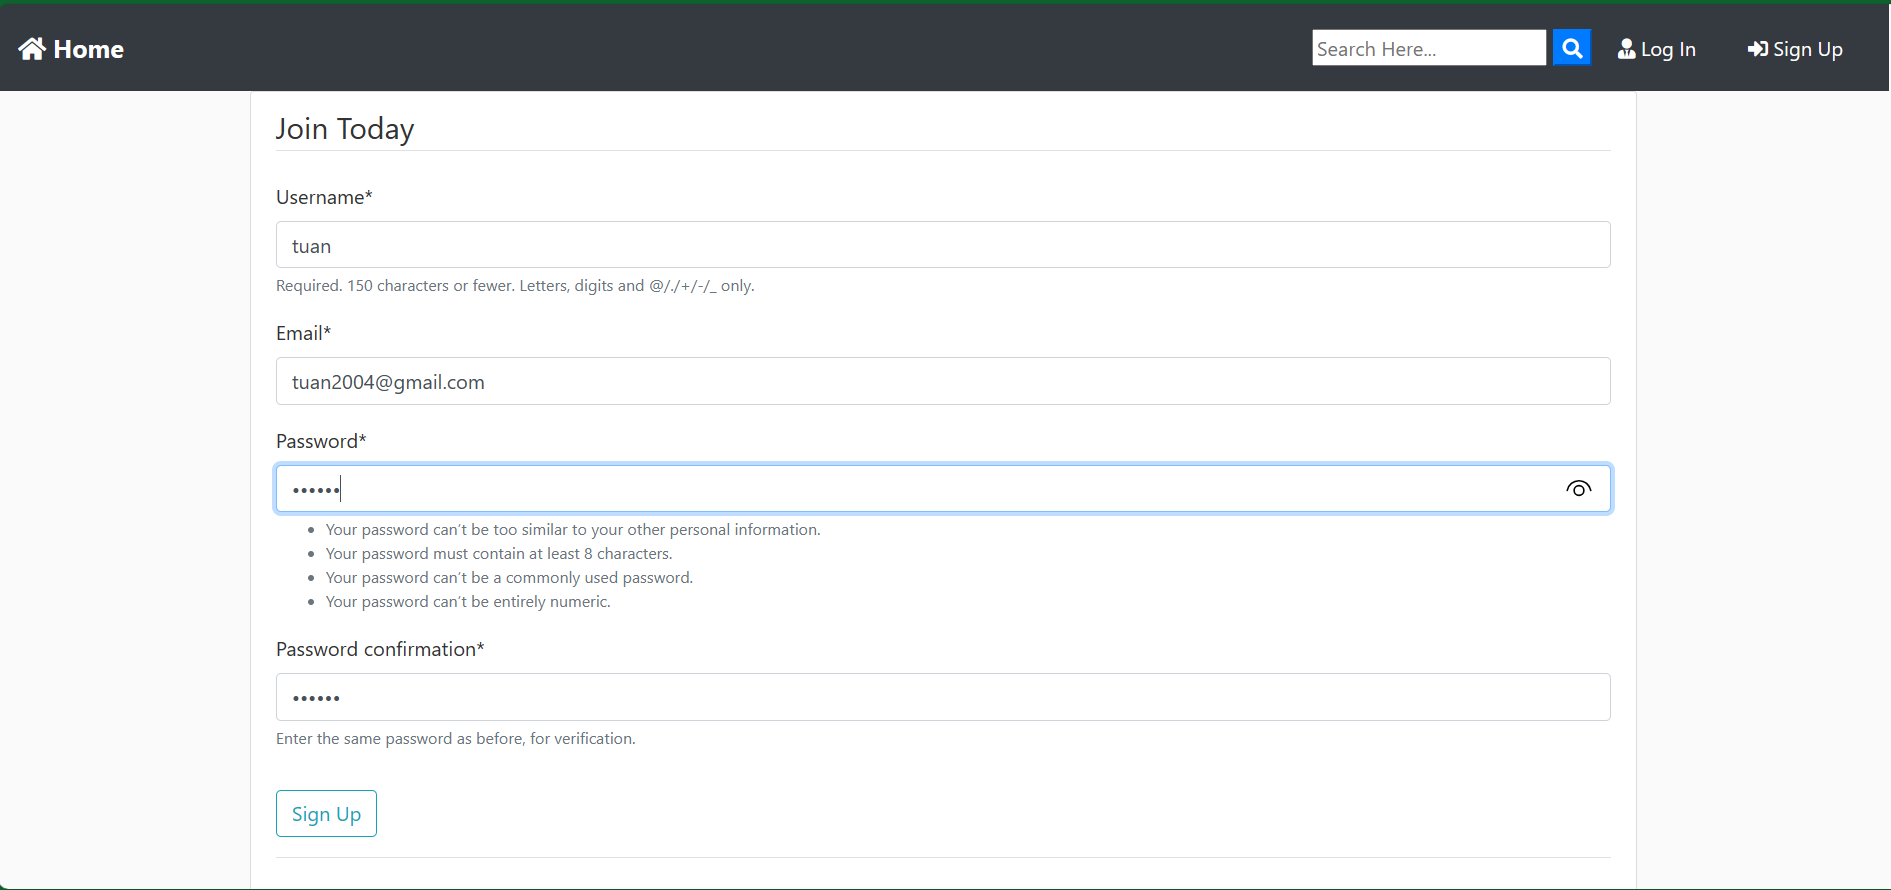 Home
Search Here...
Log In
Sign Up
Join Today
Username*
tuan
Required. 150 characters or fewer. Letters, digits and @/./+/-/_ only.
Email*
tuan2004@gmail.com
Password*
••••••
• Your password can’t be too similar to your other personal information.
• Your password must contain at least 8 characters.
• Your password can’t be a commonly used password.
• Your password can’t be entirely numeric.
Password confirmation*
••••••
Enter the same password as before, for verification.
Sign Up